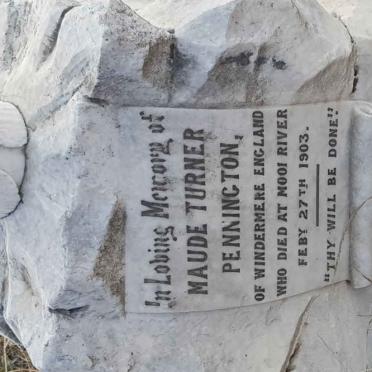 In Loving Memory of
MAUDE TURNER
PENNINGTON,
OF WINDERMERE ENGLAND
WHO DIED AT MOOI RIVER
FEBY 27TH 1903.
"THY WILL BE DONE."